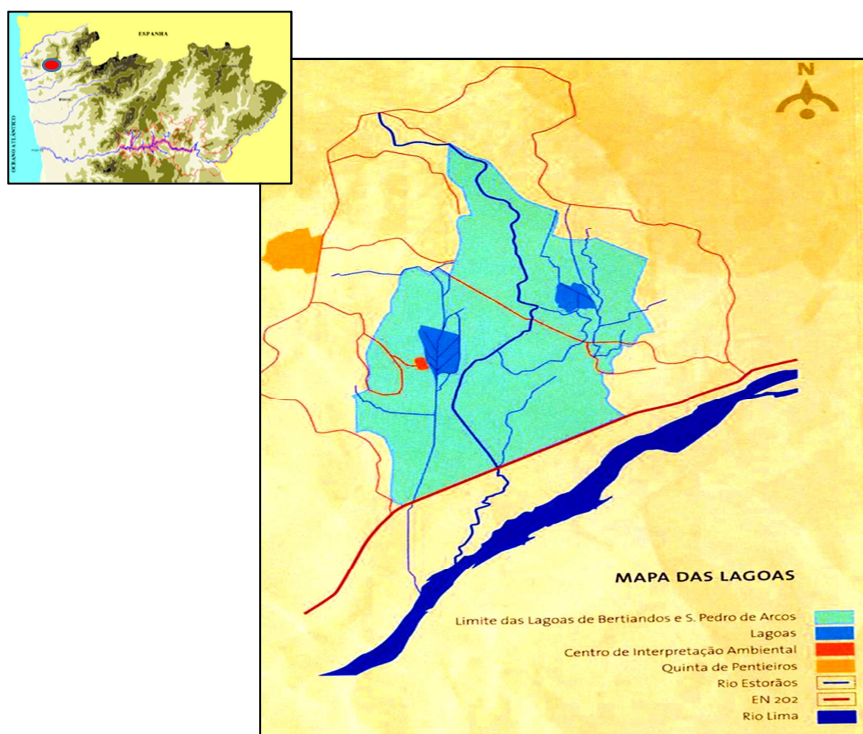 ESPANHA
OCEANO ATLÂNTICO
N
MAPA DAS LAGOAS
Limite das Lagoas de Bertiandos e S. Pedro de Arcos
Lagoas
Centro de Interpretação Ambiental
Quinta de Pentieiros
Rio Estorãos
EN 202
Rio Lima